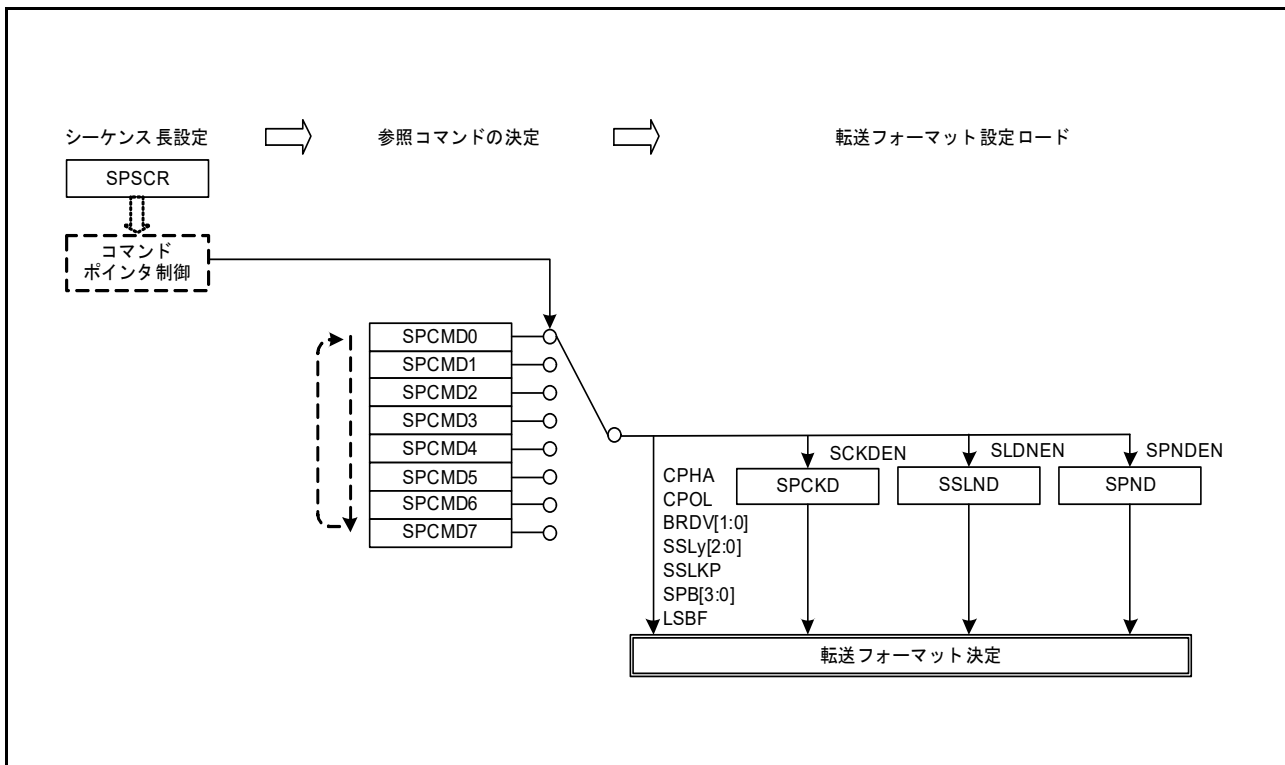 シーケンス長設定
参照コマンドの決定
転送フォーマット設定ロード
SPSCR
コマンド
ポインタ制御
SPCMD0
SPCMD1
SPCMD2
SPCMD3
SPCMD4
SPCMD5
SPCMD6
SPCMD7
CPHA
CPOL
BRDV[1:0]
SSLy[2:0]
SSLKP
SPB[3:0]
LSBF
SCKDEN
SPCKD
SLDNEN
SSLND
SPNDEN
SPND
転送フォーマット決定